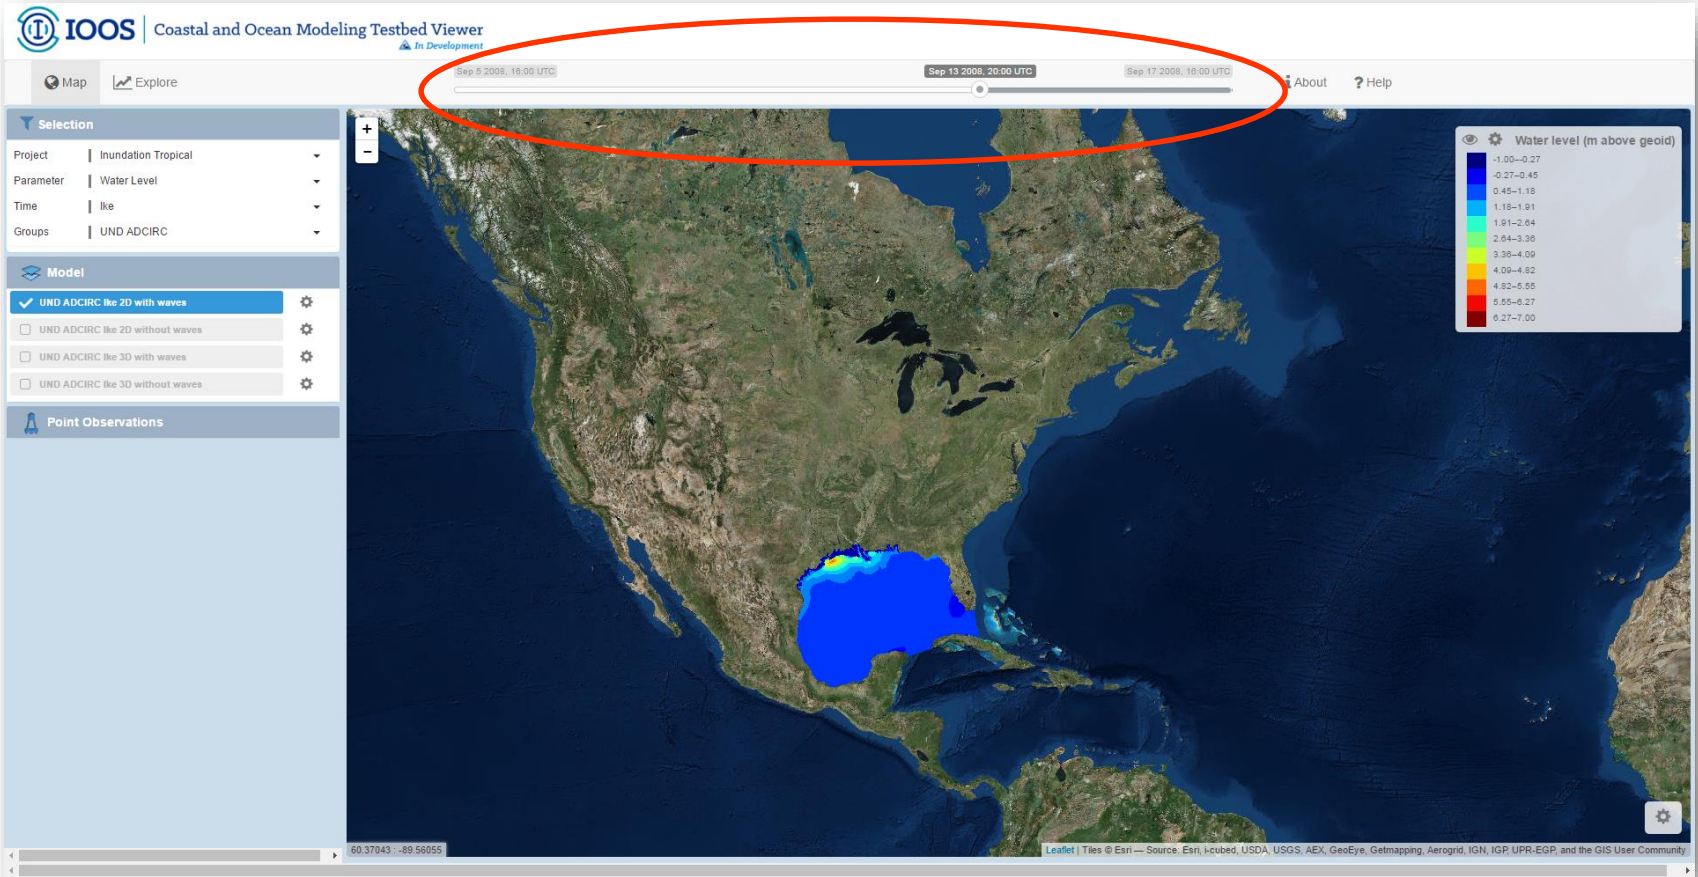 IOOS Coastal and Ocean Modeling Testbed Viewer
In Development
Map Explore
Sep 5 2008, 16:00 UTC Sep 13 2008, 20:00 UTC Sep 17 2008, 16:00 UTC
About ? Help
Selection
Project Inundation Tropical
Parameter Water Level
Time Ike
Groups UND ADCIRC
Model
UND ADCIRC Ike 2D with waves
UND ADCIRC Ike 2D without waves
UND ADCIRC Ike 3D with waves
UND ADCIRC Ike 3D without waves
Point Observations
+
−
Water level (m above geoid)
-1.00–-0.27
-0.27–0.45
0.45–1.18
1.18–1.91
1.91–2.64
2.64–3.36
3.36–4.09
4.09–4.82
4.82–5.55
5.55–6.27
6.27–7.00
60.37043 : -89.56055
Leaflet | Tiles © Esri — Source: Esri, i-cubed, USDA, USGS, AEX, GeoEye, Getmapping, Aerogrid, IGN, IGP, UPR-EGP, and the GIS User Community